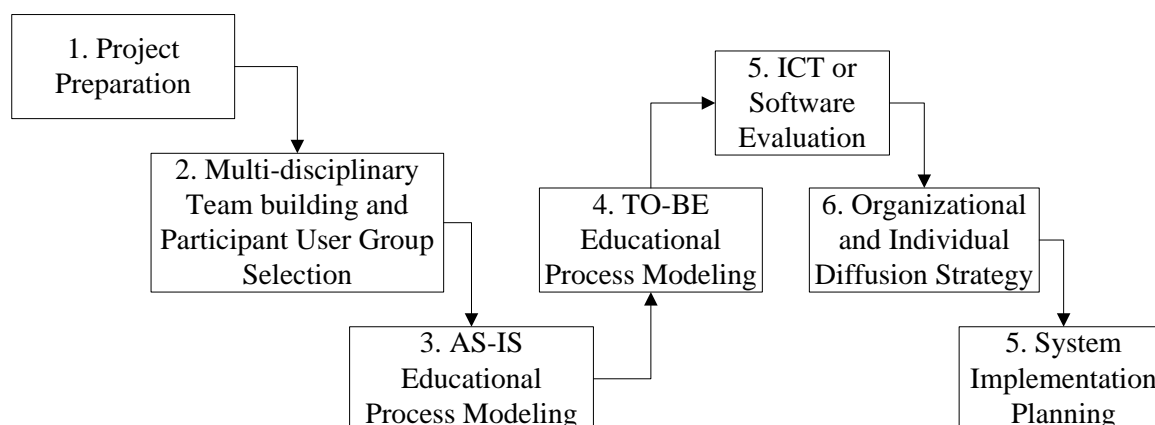 1. Project
Preparation
2. Multi-disciplinary
Team building and
Participant User Group
Selection
3. AS-IS
Educational
Process Modeling
4. TO-BE
Educational
Process Modeling
5. ICT or
Software
Evaluation
6. Organizational
and Individual
Diffusion Strategy
5. System
Implementation
Planning